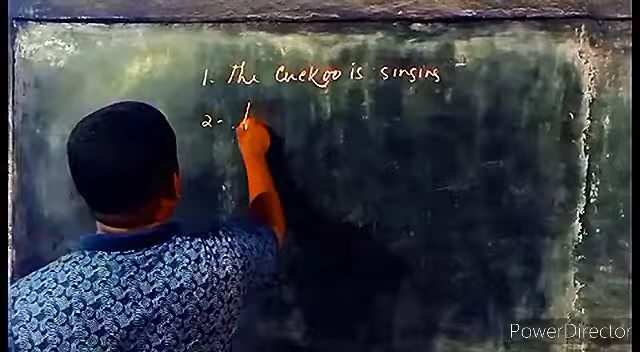 1. The Cuckoo is singing
2-
PowerDirector